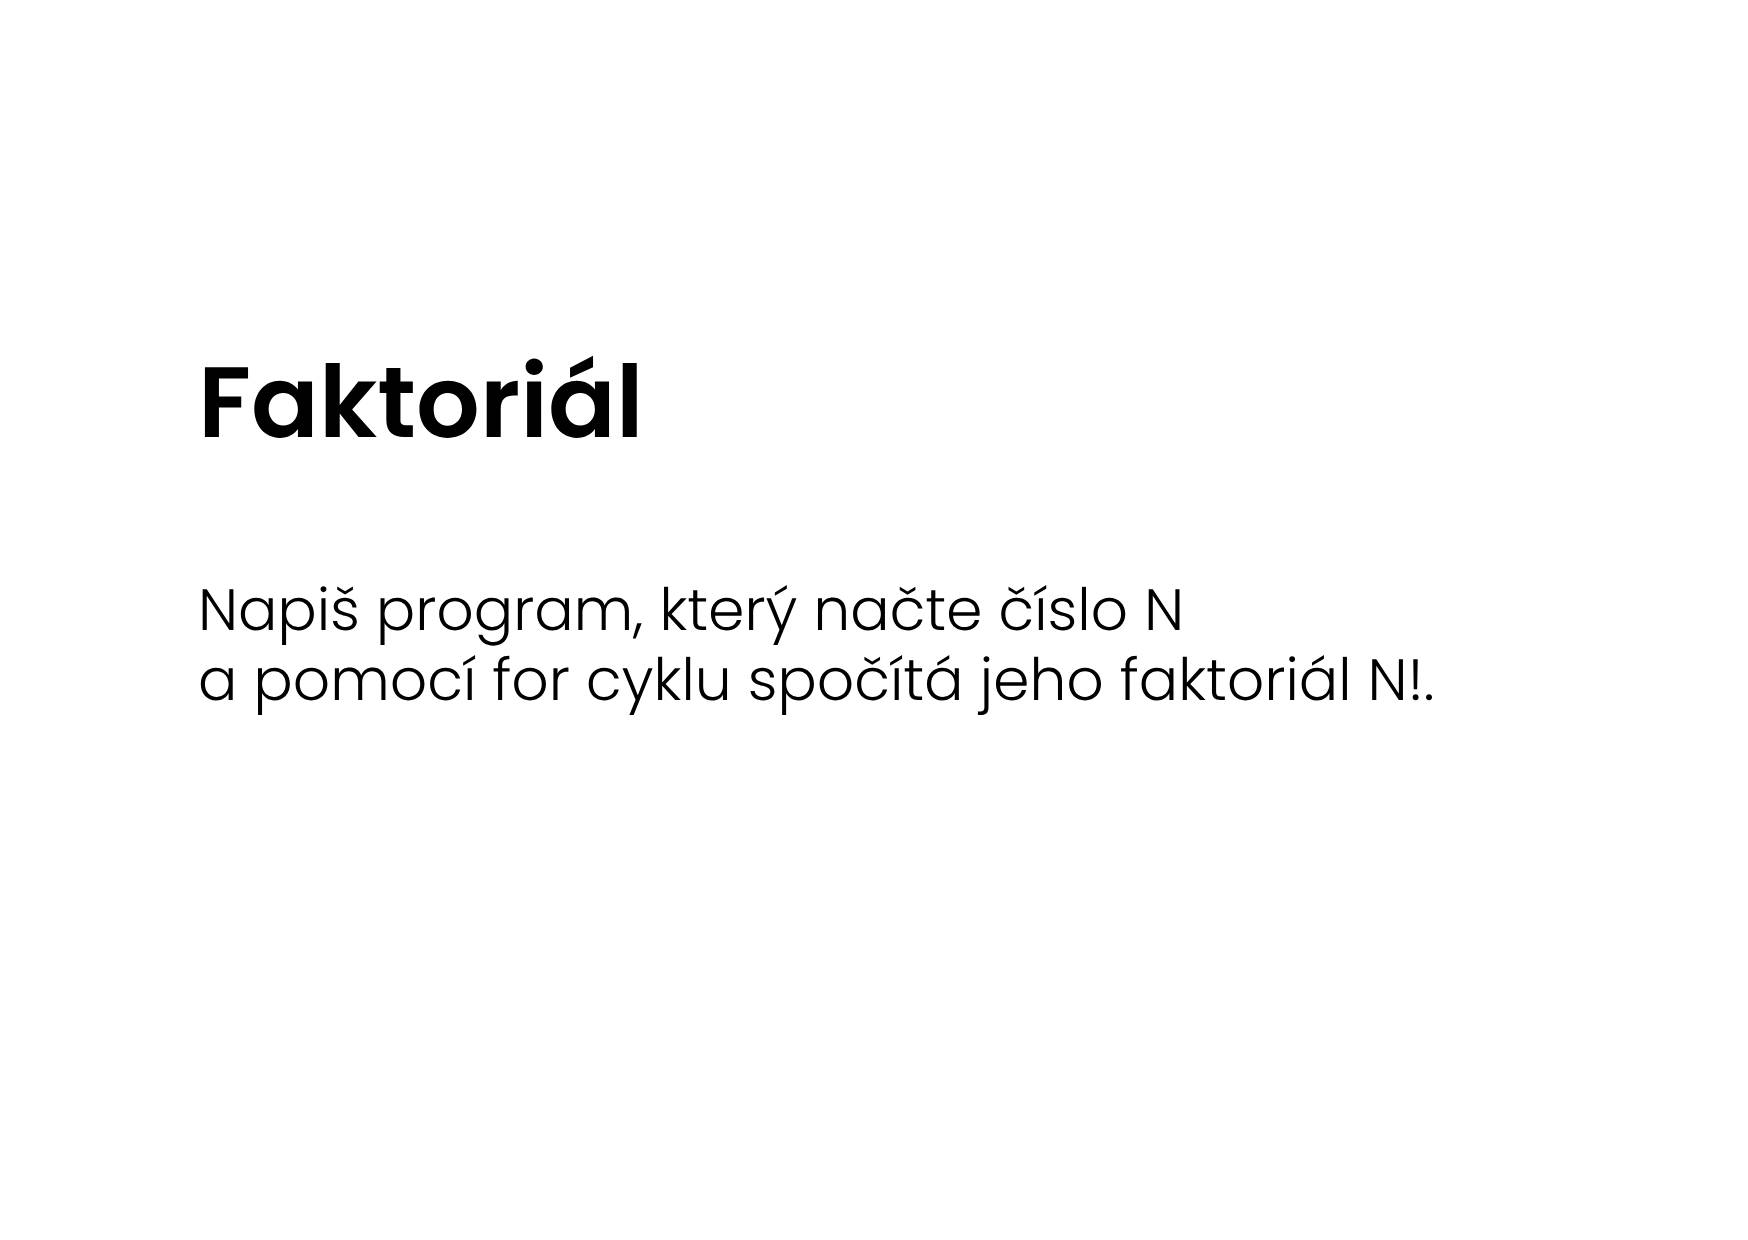 Faktoriál
Napiš program, který načte číslo N
a pomocí for cyklu spočítá jeho faktoriál N!.